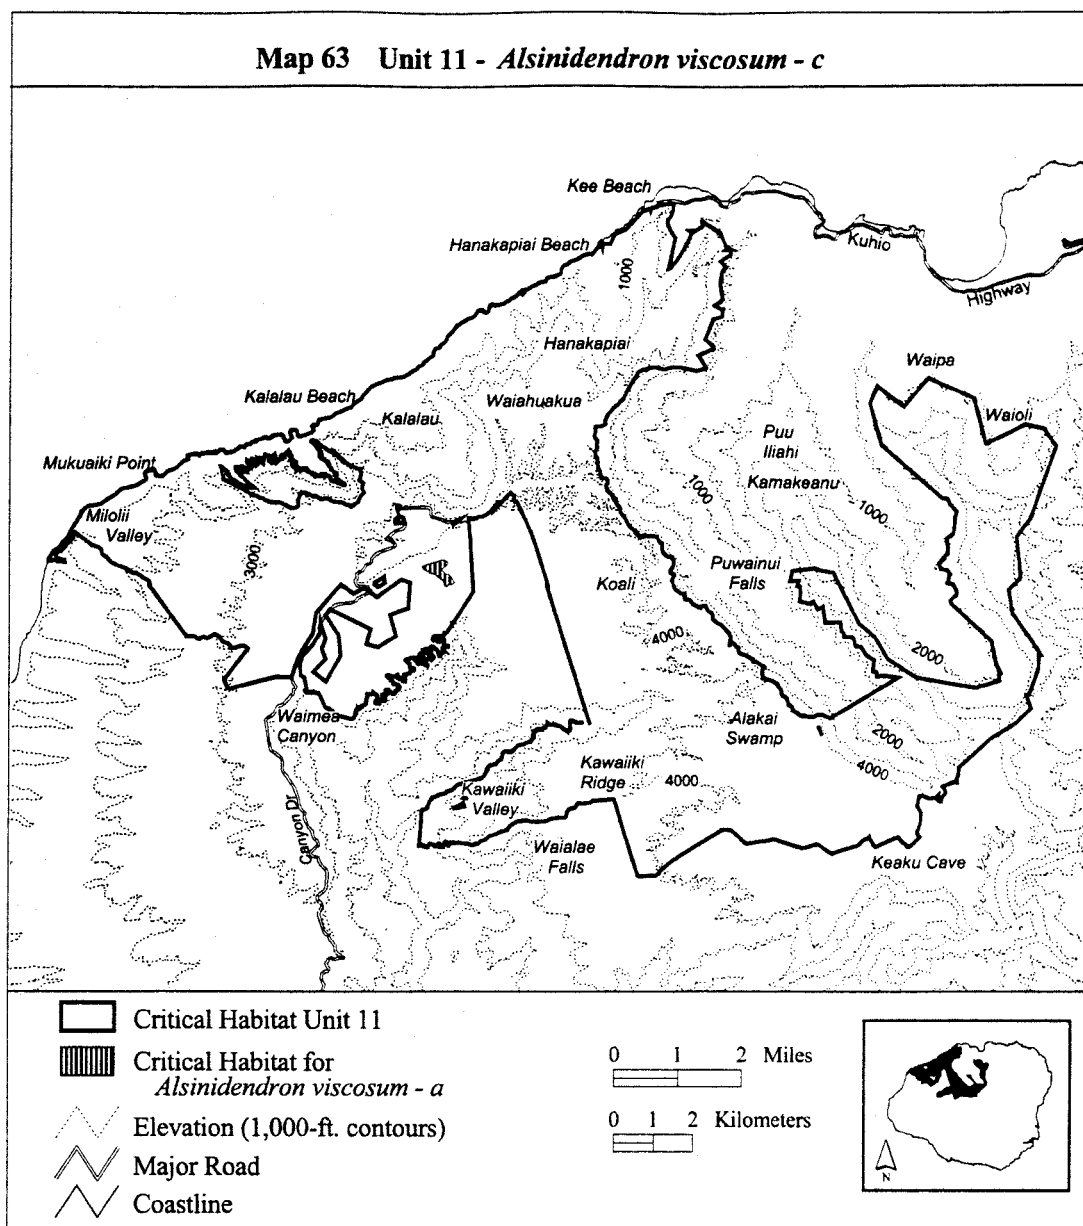 Map 63 Unit 11 - Alsinidendron viscosum - c
Kee Beach
Hanakapiai Beach
Kuhio
1000
Highway
Hanakapiai
Waipa
Kalalau Beach
Waiahuakua
Kalalau
Waioli
Puu
Iliahi
Mukuaiki Point
Kamakeanu
1000
1000
Milolii
Valley
3000
Puwainui
Falls
Koali
4000
2000
Waimea
Canyon
Alakai
Swamp
2000
Kawaiiki
Ridge
4000
4000
Kawaiiki
Valley
Canyon Dr
Waialae
Falls
Keaku Cave
Critical Habitat Unit 11
Critical Habitat for
Alsinidendron viscosum - a
Elevation (1,000-ft. contours)
Major Road
Coastline
0 1 2 Miles
0 1 2 Kilometers
N